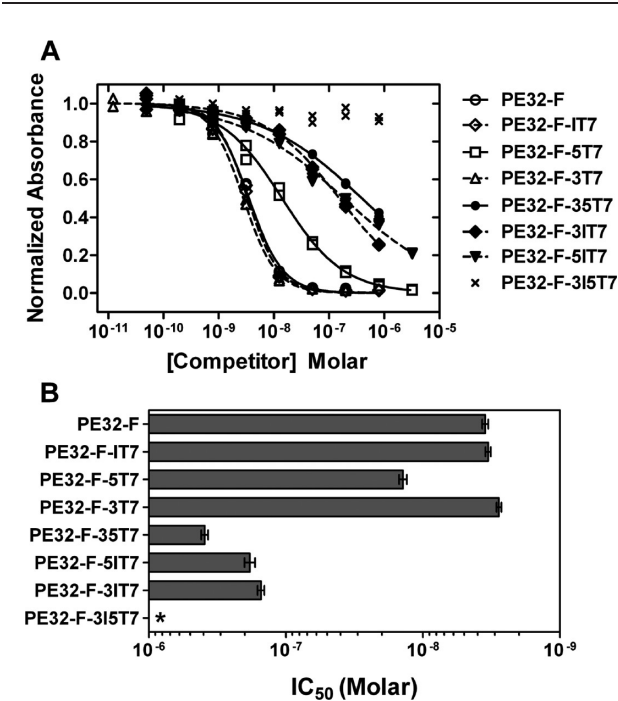 A
Normalized Absorbance
1.0
0.8
0.6
0.4
0.2
0.0
10-11 10-10 10-9 10-8 10-7 10-6 10-5
[Competitor] Molar
PE32-F
PE32-F-IT7
PE32-F-5T7
PE32-F-3T7
PE32-F-35T7
PE32-F-3IT7
PE32-F-5IT7
PE32-F-3I5T7
B
PE32-F
PE32-F-IT7
PE32-F-5T7
PE32-F-3T7
PE32-F-35T7
PE32-F-5IT7
PE32-F-3IT7
PE32-F-3I5T7 *
10-6 10-7 10-8 10-9
IC50 (Molar)